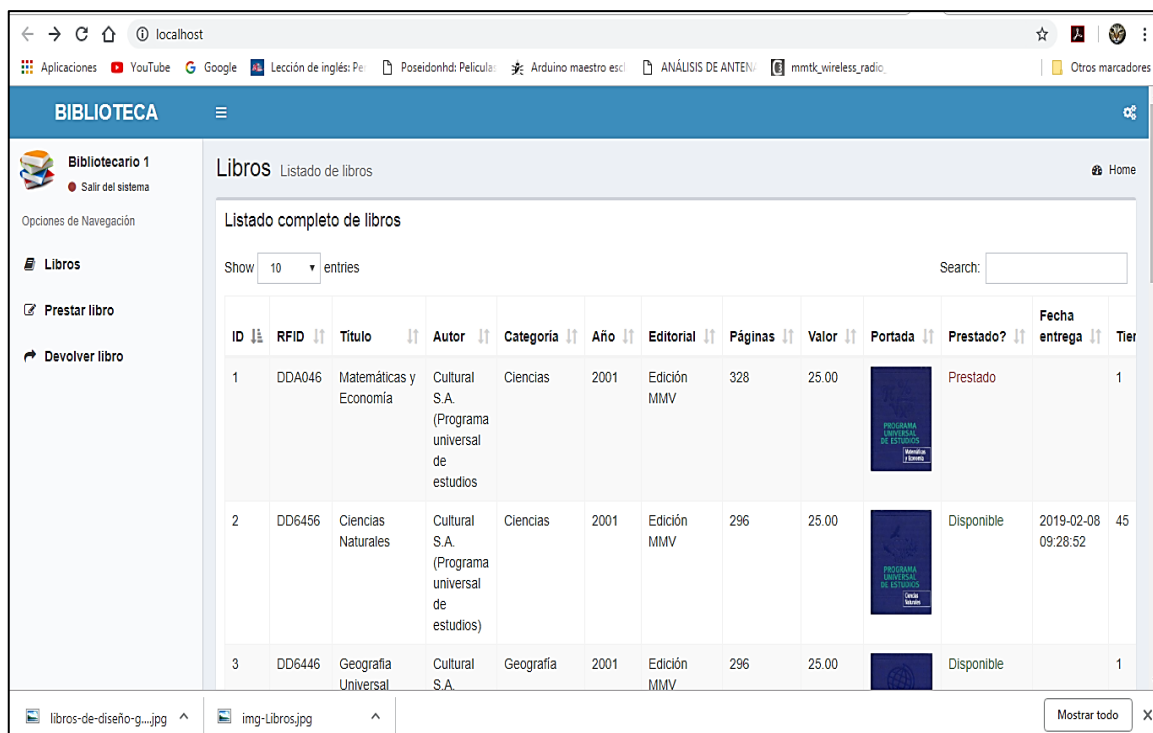 localhost
Aplicaciones YouTube Google Lección de inglés: Pe Poseidonhd: Pelicula: Arduino maestro escl ANÁLISIS DE ANTEN mmtk_wireless_radio_ Otros marcadores
BIBLIOTECA
Bibliotecario 1
Salir del sistema
Opciones de Navegación
Libros
Prestar libro
Devolver libro
Libros Listado de libros Home
Listado completo de libros
Show 10 entries Search:
ID RFID Título Autor Categoría Año Editorial Páginas Valor Portada Prestado? Fecha entrega Tier
1 DDA046 Matemáticas y Economía Cultural S.A. (Programa universal de estudios Ciencias 2001 Edición MMV 328 25.00 Prestado 1
PROGRAMA
UNIVERSAL
DE ESTUDIOS
Matemáticas
y Economía
2 DD6456 Ciencias Naturales Cultural S.A. (Programa universal de estudios) Ciencias 2001 Edición MMV 296 25.00 Disponible 2019-02-08 09:28:52 45
PROGRAMA
UNIVERSAL
DE ESTUDIOS
Ciencias
Naturales
3 DD6446 Geografia Universal Cultural S.A. Geografía 2001 Edición MMV 296 25.00 Disponible 1
libros-de-diseño-g....jpg img-Libros.jpg Mostrar todo